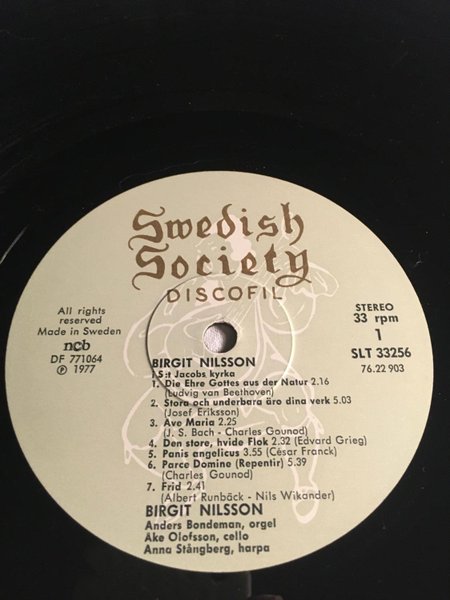 Swedish
Society
DISCOFIL
All rights
reserved
Made in Sweden
ncb
DF 771064
℗ 1977
STEREO
33 rpm
1
SLT 33256
76.22 903
BIRGIT NILSSON
I S:t Jacobs kyrka
1. Die Ehre Gottes aus der Natur 2.16
(Ludvig van Beethoven)
2. Stora och underbara äro dina verk 5.03
(Josef Eriksson)
3. Ave Maria 2.25
(J. S. Bach - Charles Gounod)
4. Den store, hvide Flok 2.32 (Edvard Grieg)
5. Panis angelicus 3.55 (César Franck)
6. Parce Domine (Repentir) 5.39
(Charles Gounod)
7. Frid 2.41
(Albert Runbäck - Nils Wikander)
BIRGIT NILSSON
Anders Bondeman, orgel
Åke Olofsson, cello
Anna Stångberg, harpa